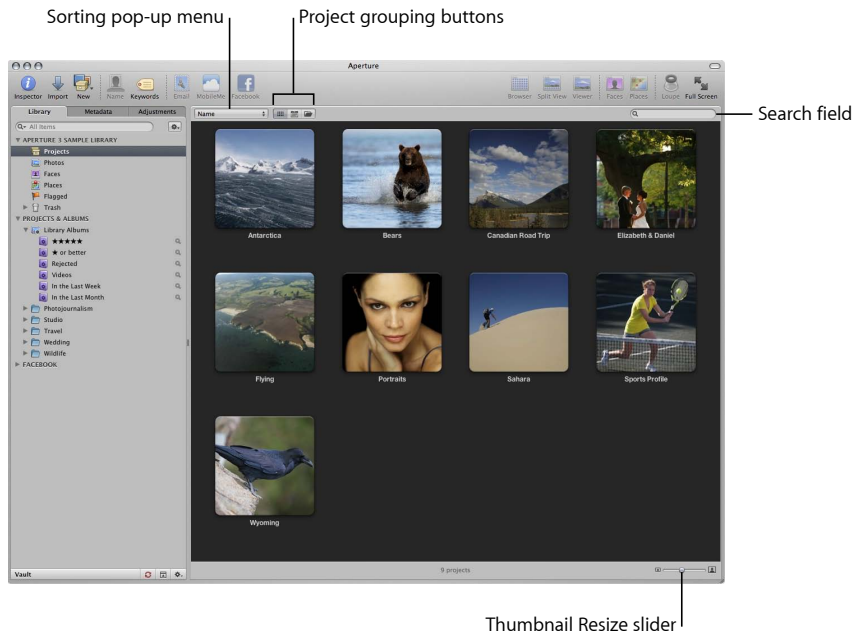 Sorting pop-up menu
Project grouping buttons
Aperture
Inspector Import New Name Keywords Email MobileMe Facebook
Browser Split View Viewer Faces Places Loupe Full Screen
Library Metadata Adjustments
Name
Search field
All Items
APERTURE 3 SAMPLE LIBRARY
Projects
Photos
Faces
Places
Flagged
Trash
PROJECTS & ALBUMS
Library Albums
★★★★★
★ or better
Rejected
Videos
In the Last Week
In the Last Month
Photojournalism
Studio
Travel
Wedding
Wildlife
FACEBOOK
Antarctica
Bears
Canadian Road Trip
Elizabeth & Daniel
Flying
Portraits
Sahara
Sports Profile
Wyoming
Vault
9 projects
Thumbnail Resize slider